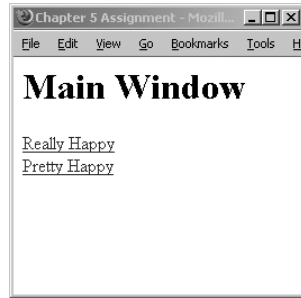 Chapter 5 Assignment - Mozill...
File Edit View Go Bookmarks Tools H
Main Window
Really Happy
Pretty Happy